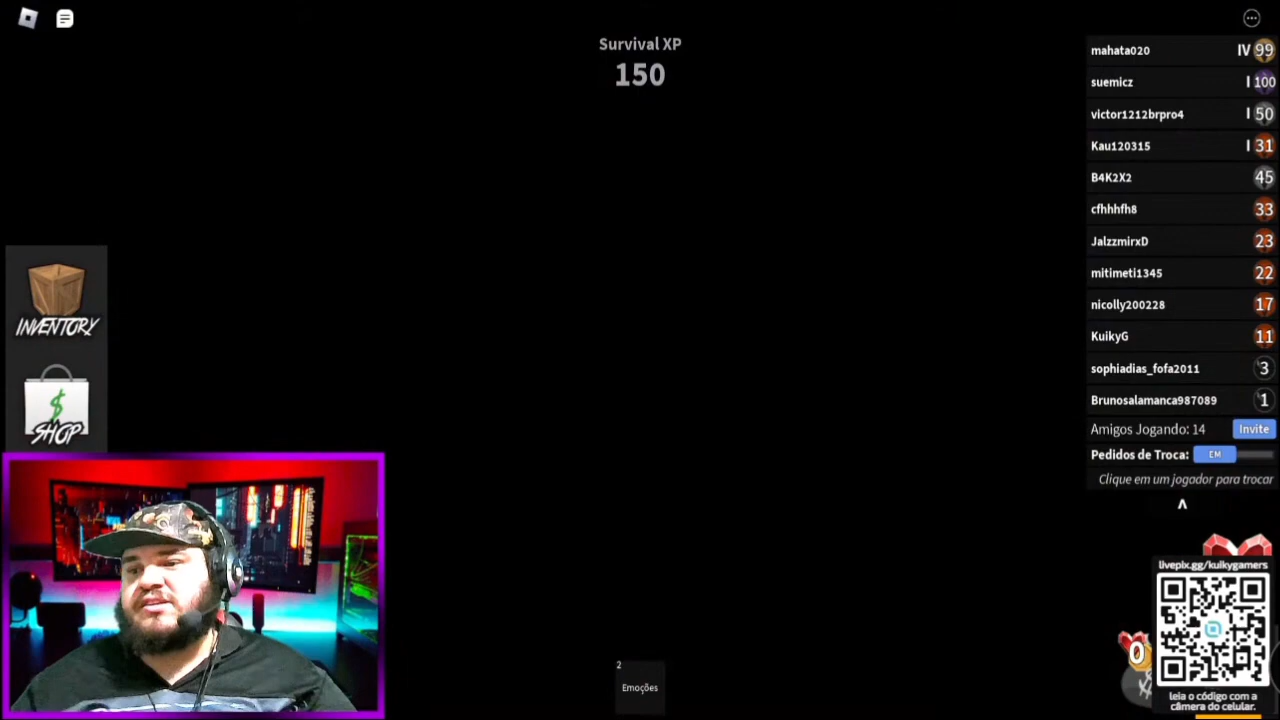 Survival XP
150
mahata020 IV 99
suemicz I 100
victor1212brpro4 I 50
Kau120315 I 31
B4K2X2 45
cfhhhfh8 33
JalzzmirxD 23
mitimeti1345 22
nicolly200228 17
KuikyG 11
sophiadias_fofa2011 3
Brunosalamanca987089 1
Amigos Jogando: 14 Invite
Pedidos de Troca: EM
Clique em um jogador para trocar
INVENTORY
$
SHOP
livepix.gg/kuikygamers
0
leia o código com a
câmera do celular.
2
Emoções